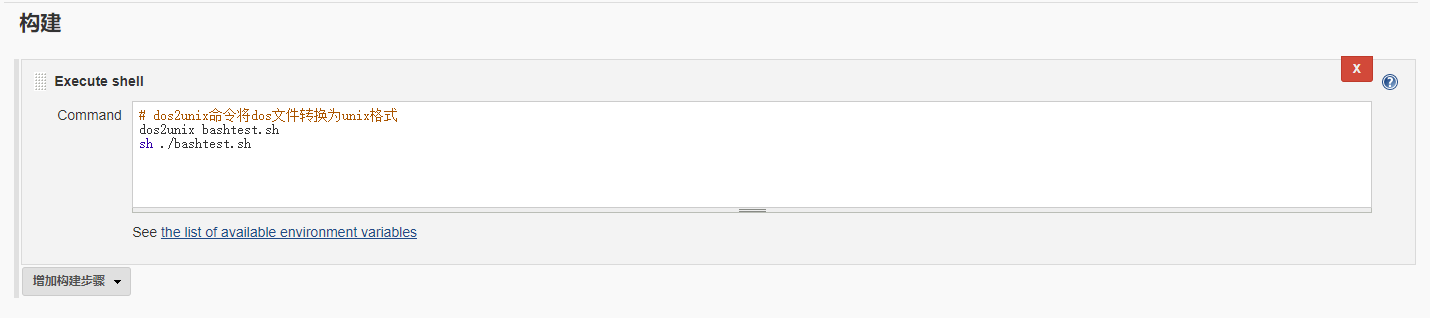 构建
Execute shell
X
?
Command
# dos2unix命令将dos文件转换为unix格式
dos2unix bashtest.sh
sh ./bashtest.sh
See the list of available environment variables
增加构建步骤